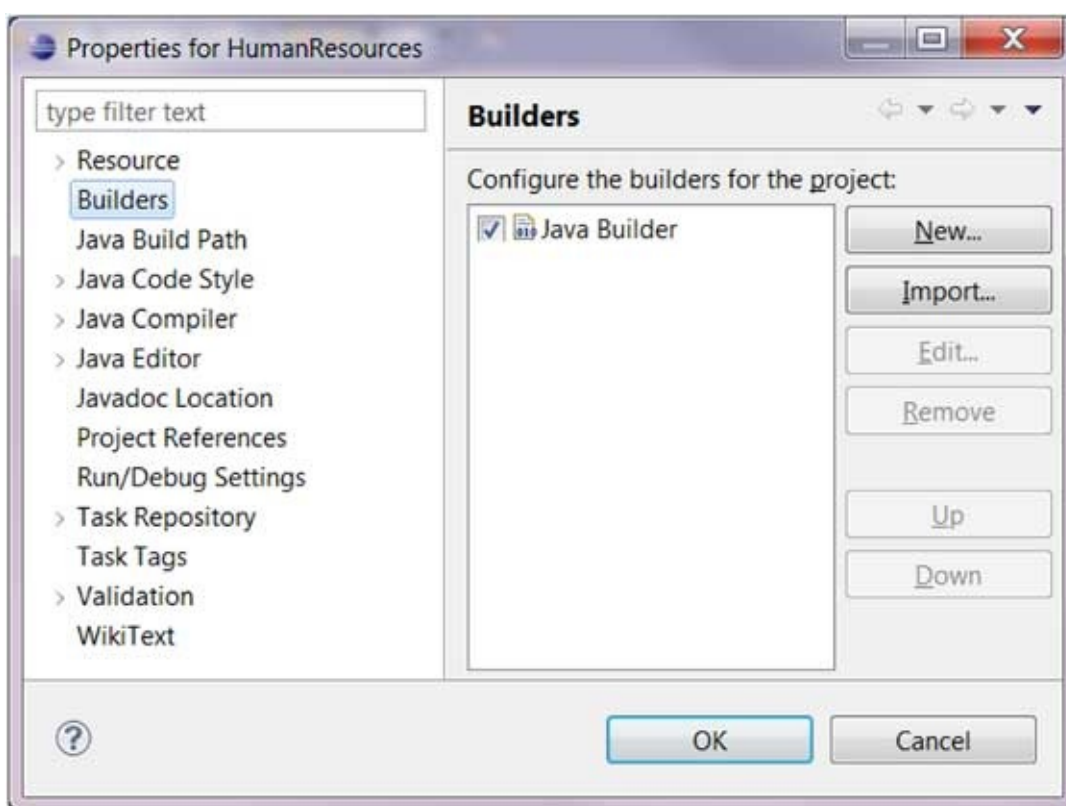 Properties for HumanResources
type filter text
Resource
Builders
Java Build Path
Java Code Style
Java Compiler
Java Editor
Javadoc Location
Project References
Run/Debug Settings
Task Repository
Task Tags
Validation
WikiText
Builders
Configure the builders for the project:
Java Builder
New...
Import...
Edit...
Remove
Up
Down
OK
Cancel